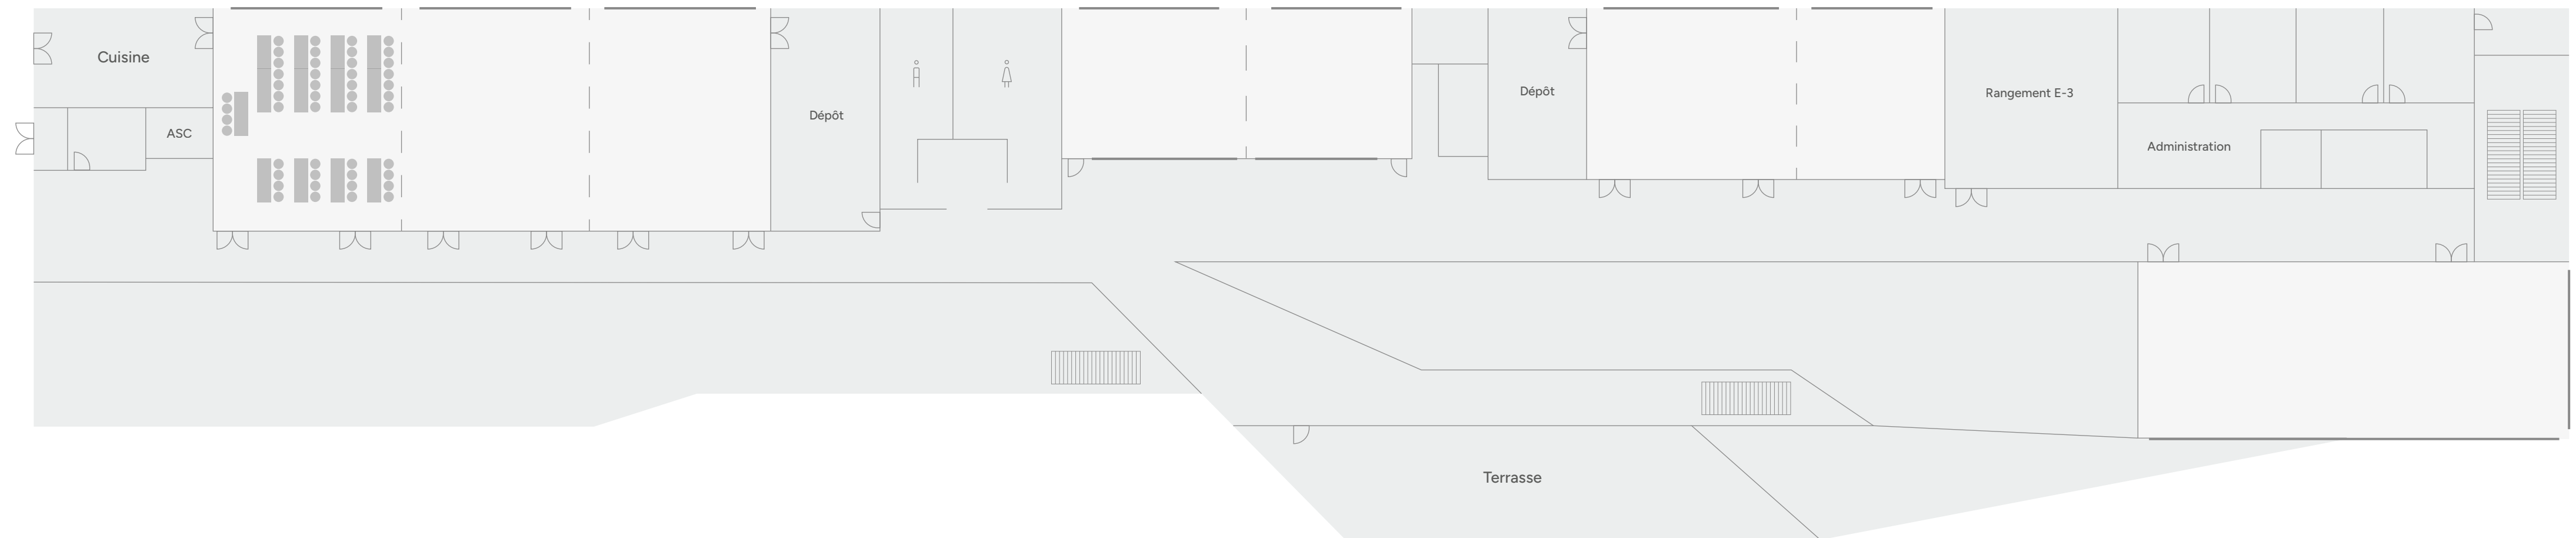 Cuisine
ASC
Dépôt
Dépôt
Rangement E-3
Administration
Terrasse